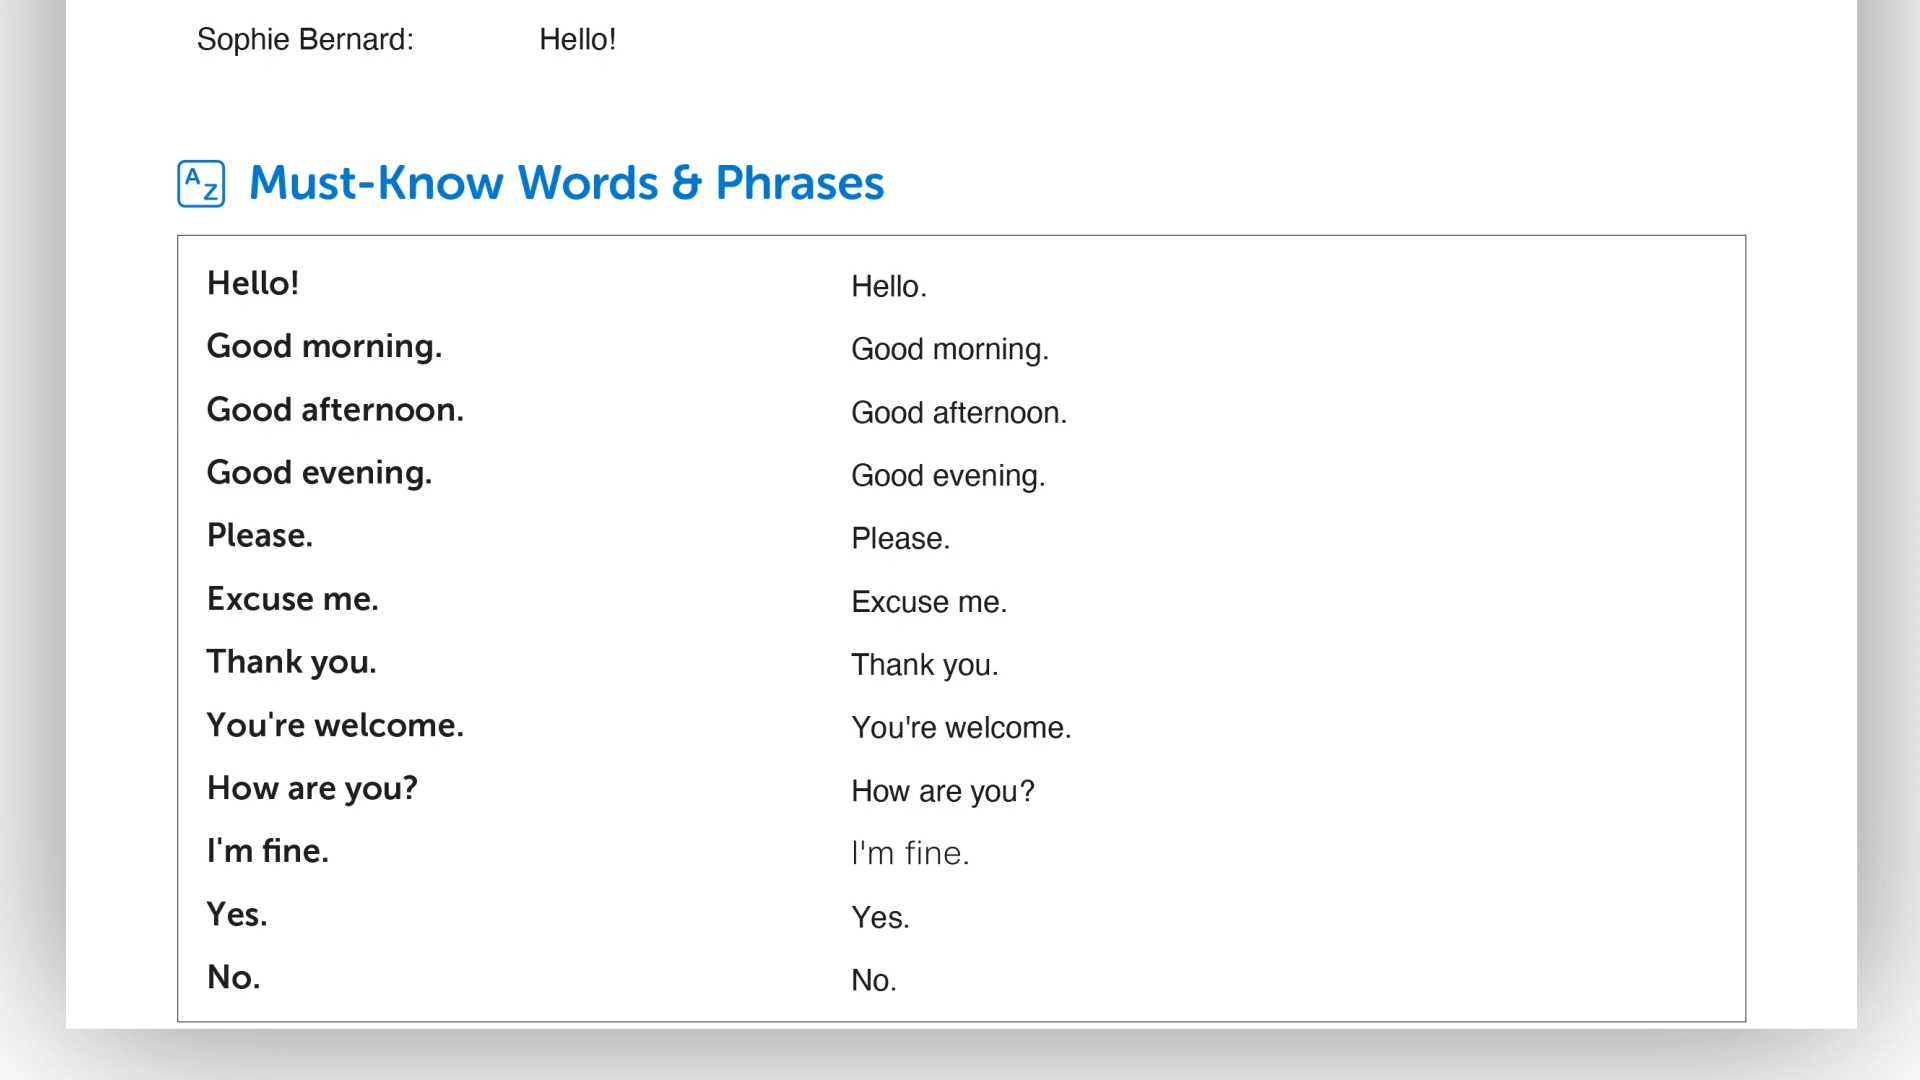 Sophie Bernard: Hello!
AZ Must-Know Words & Phrases
Hello! Hello.
Good morning. Good morning.
Good afternoon. Good afternoon.
Good evening. Good evening.
Please. Please.
Excuse me. Excuse me.
Thank you. Thank you.
You're welcome. You're welcome.
How are you? How are you?
I'm fine. I'm fine.
Yes. Yes.
No. No.